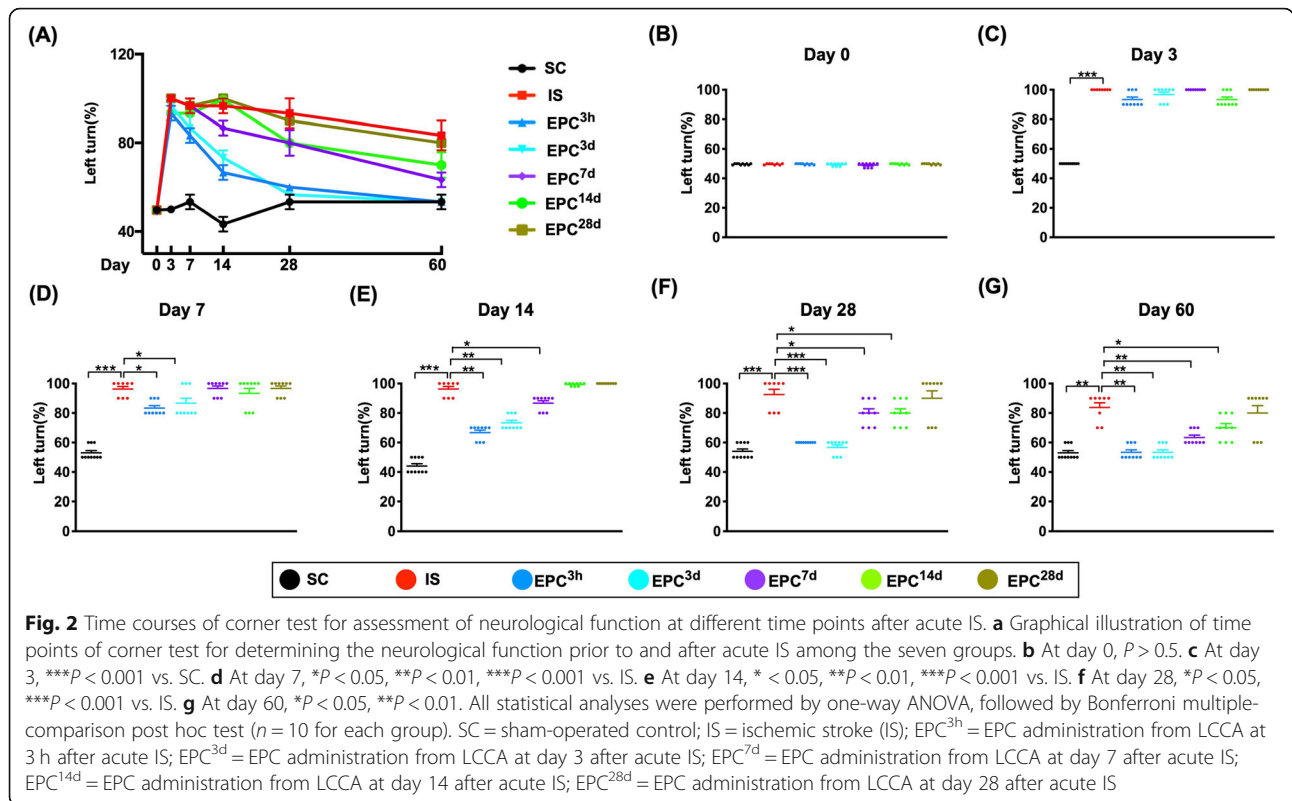 (A)
120
80
40
Left turn(%)
Day 0 3 7 14 28 60
SC
IS
EPC3h
EPC3d
EPC7d
EPC14d
EPC28d
(B)
Day 0
Left turn(%)
100
80
60
40
20
0
(C)
Day 3
Left turn(%)
100
80
60
40
20
0
***
(D)
Day 7
Left turn(%)
100
80
60
40
20
0
*
*** *
(E)
Day 14
Left turn(%)
100
80
60
40
20
0
*
**
*** **
(F)
Day 28
Left turn(%)
100
80
60
40
20
0
*
*
***
*** ***
(G)
Day 60
Left turn(%)
100
80
60
40
20
0
*
**
**
** **
SC IS EPC3h EPC3d EPC7d EPC14d EPC28d
Fig. 2 Time courses of corner test for assessment of neurological function at different time points after acute IS. a Graphical illustration of time
points of corner test for determining the neurological function prior to and after acute IS among the seven groups. b At day 0, P > 0.5. c At day
3, ***P < 0.001 vs. SC. d At day 7, *P < 0.05, **P < 0.01, ***P < 0.001 vs. IS. e At day 14, * < 0.05, **P < 0.01, ***P < 0.001 vs. IS. f At day 28, *P < 0.05,
***P < 0.001 vs. IS. g At day 60, *P < 0.05, **P < 0.01. All statistical analyses were performed by one-way ANOVA, followed by Bonferroni multiple-
comparison post hoc test (n = 10 for each group). SC = sham-operated control; IS = ischemic stroke (IS); EPC3h = EPC administration from LCCA at
3 h after acute IS; EPC3d = EPC administration from LCCA at day 3 after acute IS; EPC7d = EPC administration from LCCA at day 7 after acute IS;
EPC14d = EPC administration from LCCA at day 14 after acute IS; EPC28d = EPC administration from LCCA at day 28 after acute IS